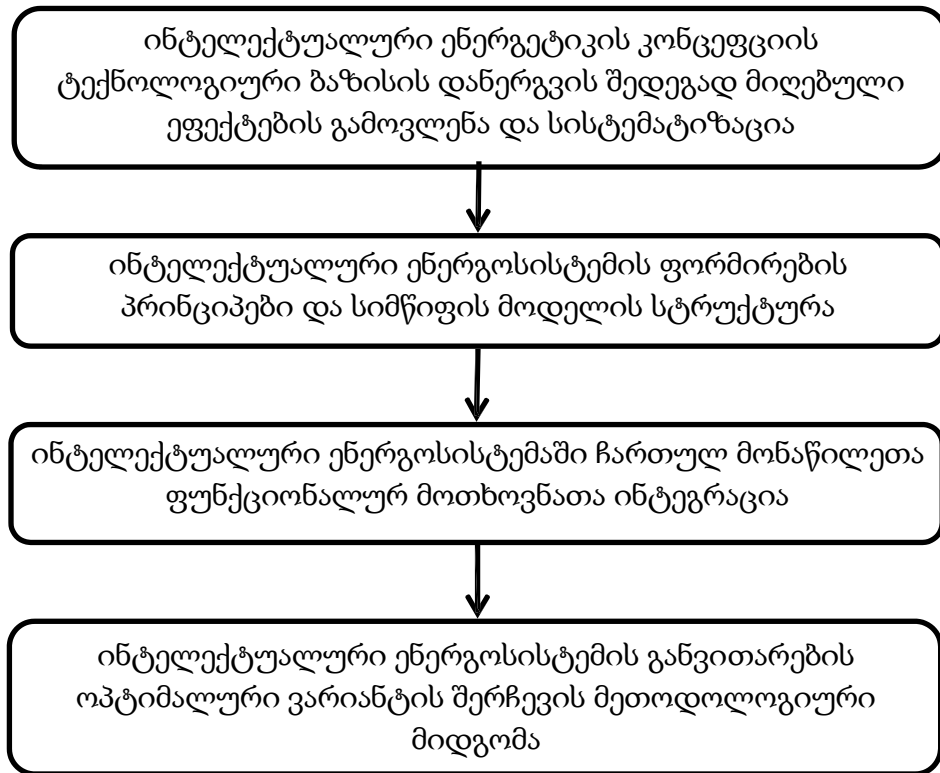 ინტელექტუალური ენერგეტიკის კონცეფციის
ტექნოლოგიური ბაზისის დანერგვის შედეგად მიღებული
ეფექტების გამოვლენა და სისტემატიზაცია
ინტელექტუალური ენერგოსისტემის ფორმირების
პრინციპები და სიმწიფის მოდელის სტრუქტურა
ინტელექტუალური ენერგოსისტემაში ჩართულ მონაწილეთა
ფუნქციონალურ მოთხოვნათა ინტეგრაცია
ინტელექტუალური ენერგოსისტემის განვითარების
ოპტიმალური ვარიანტის შერჩევის მეთოდოლოგიური
მიდგომა